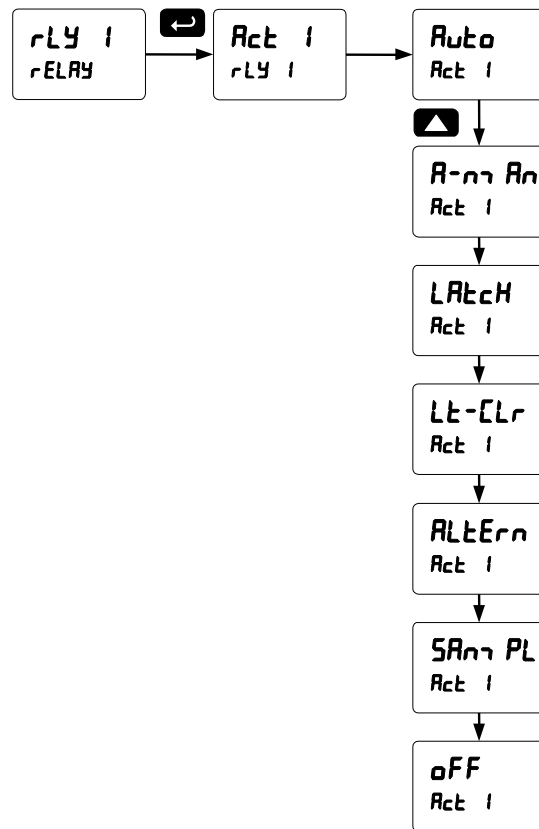 rLY 1
rELAY
Act 1
rLY 1
Auto
Act 1
A-mAn
Act 1
LAtcH
Act 1
Lt-CLr
Act 1
ALtErn
Act 1
SAmPL
Act 1
oFF
Act 1